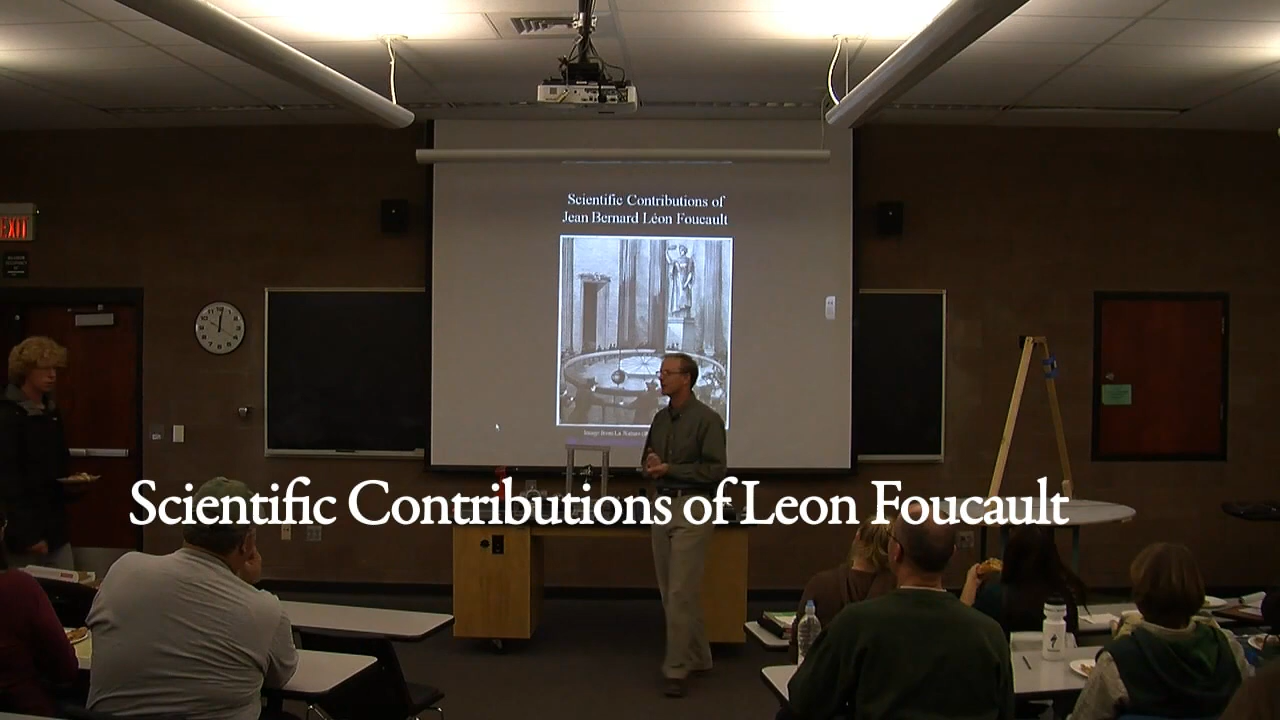 Scientific Contributions of
Jean Bernard Léon Foucault
EXIT
Image from La Nature
Scientific Contributions of Leon Foucault